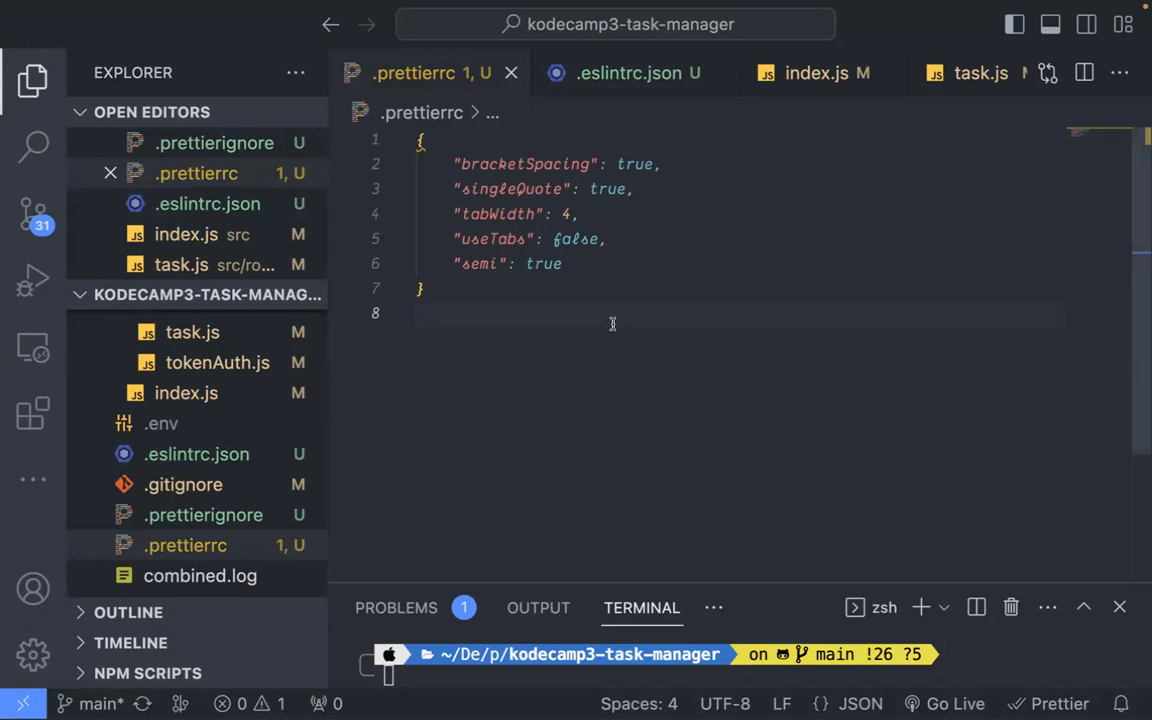 kodecamp3-task-manager
EXPLORER
.prettierrc 1, U
.eslintrc.json U
index.js M
task.js
OPEN EDITORS
.prettierignore U
.prettierrc 1, U
.eslintrc.json U
index.js src M
task.js src/ro... M
KODECAMP3-TASK-MANAG...
task.js M
tokenAuth.js M
index.js M
.env
.eslintrc.json U
.gitignore M
.prettierignore U
.prettierrc 1, U
combined.log
OUTLINE
TIMELINE
NPM SCRIPTS
31
.prettierrc > ...
1 {
2 "bracketSpacing": true,
3 "singleQuote": true,
4 "tabWidth": 4,
5 "useTabs": false,
6 "semi": true
7 }
8
PROBLEMS 1 OUTPUT TERMINAL ... zsh
~/De/p/kodecamp3-task-manager on main !26 ?5
main* 0 1 0 Spaces: 4 UTF-8 LF {} JSON Go Live Prettier